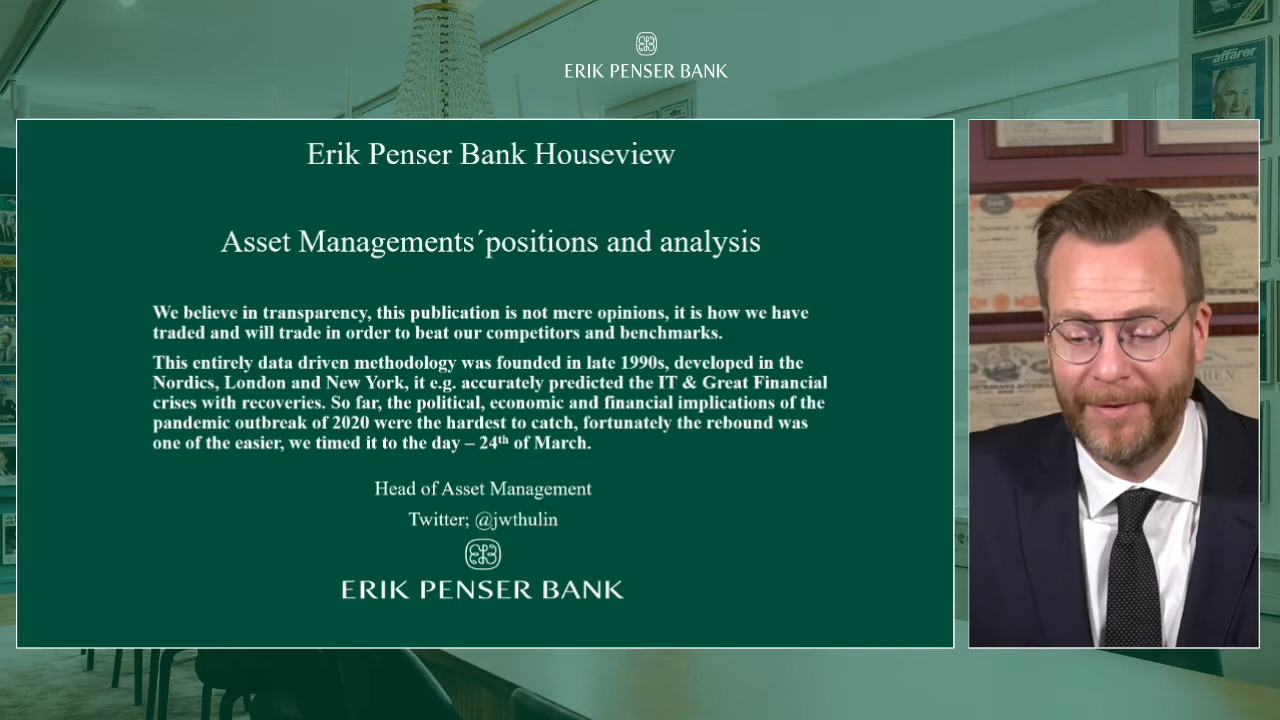 ERIK PENSER BANK
affärer
Erik Penser Bank Houseview
Asset Managements´positions and analysis
We believe in transparency, this publication is not mere opinions, it is how we have
traded and will trade in order to beat our competitors and benchmarks.
This entirely data driven methodology was founded in late 1990s, developed in the
Nordics, London and New York, it e.g. accurately predicted the IT & Great Financial
crises with recoveries. So far, the political, economic and financial implications of the
pandemic outbreak of 2020 were the hardest to catch, fortunately the rebound was
one of the easier, we timed it to the day – 24th of March.
Head of Asset Management
Twitter; @jwthulin
ERIK PENSER BANK